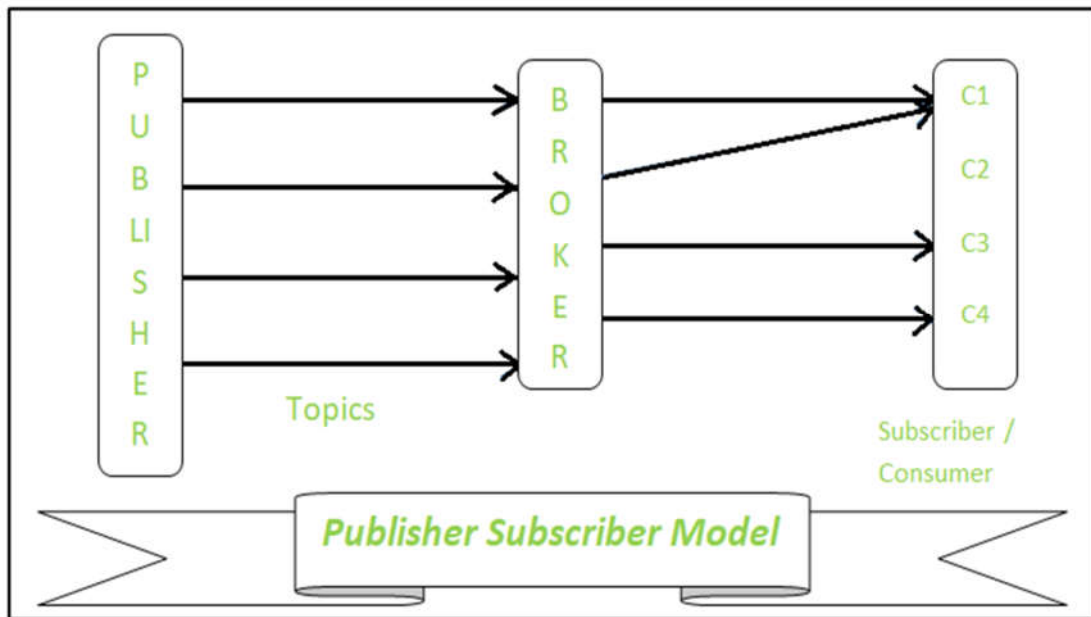 P
U
B
LI
S
H
E
R
B
R
O
K
E
R
C1
C2
C3
C4
Topics
Subscriber /
Consumer
Publisher Subscriber Model